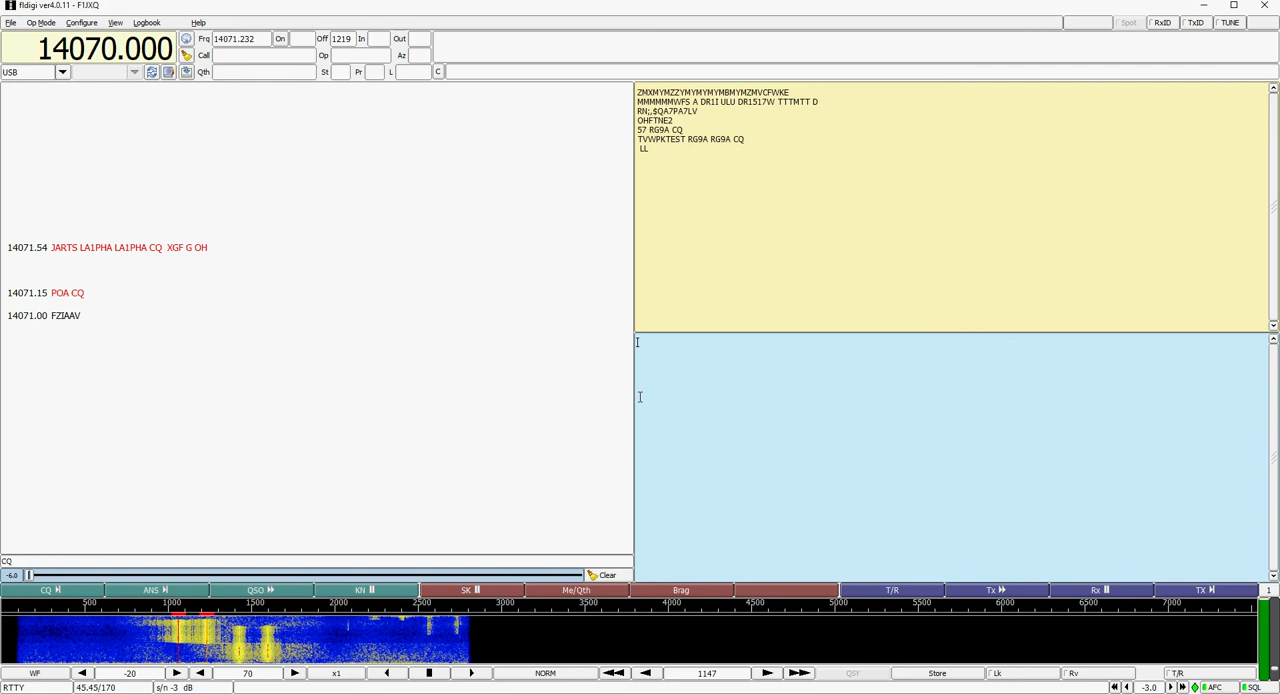 fldigi ver4.0.11 - F1JXQ
File Op Mode Configure View Logbook Help
Spot RxID TxID TUNE
14070.000
Frq 14071.232 On In Off 1219 Out
Call Op Az
USB
Qth St Pr L C
ZMXMYMZZYMYMYMYMBMYMZMVCFWKE
MMMMMMWFS A DR1I ULU DR1517W TTTMTT D
RN;,$QA7PA7LV
OHFTNE2
57 RG9A CQ
TVWPKTEST RG9A RG9A CQ
LL
14071.54 JARTS LA1PHA LA1PHA CQ XGF G OH
14071.15 POA CQ
14071.00 FZIAAV
CQ
-6.0 Clear
CQ ANS QSO KN SK Me/Qth Brag T/R Tx Rx TX 1
500 1000 1500 2000 2500 3000 3500 4000 4500 5000 5500 6000 6500 7000
WF -20 70 x1 NORM 1147 QSY Store Lk Rv T/R
RTTY 45.45/170 s/n -3 dB -3.0 AFC SQL